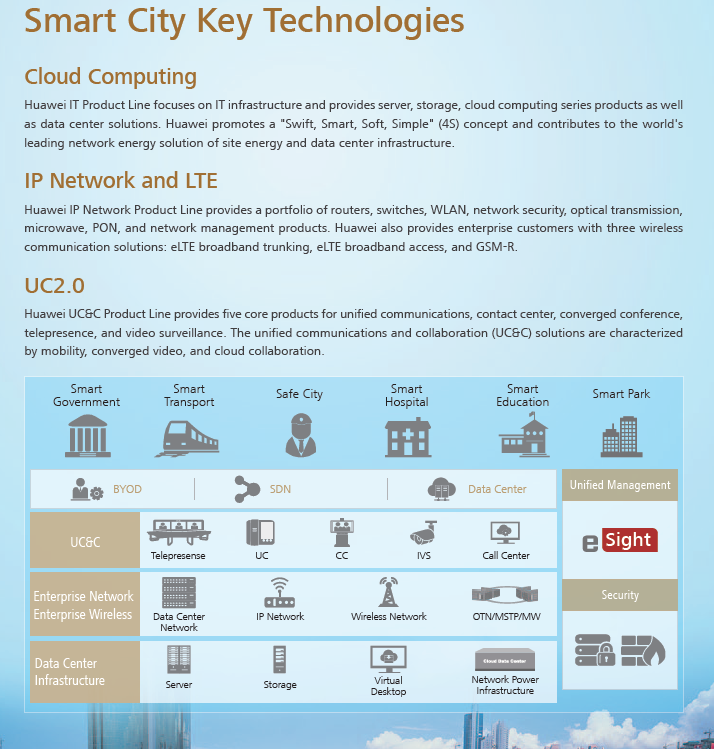 Smart City Key Technologies
Cloud Computing
Huawei IT Product Line focuses on IT infrastructure and provides server, storage, cloud computing series products as well
as data center solutions. Huawei promotes a "Swift, Smart, Soft, Simple" (4S) concept and contributes to the world's
leading network energy solution of site energy and data center infrastructure.
IP Network and LTE
Huawei IP Network Product Line provides a portfolio of routers, switches, WLAN, network security, optical transmission,
microwave, PON, and network management products. Huawei also provides enterprise customers with three wireless
communication solutions: eLTE broadband trunking, eLTE broadband access, and GSM-R.
UC2.0
Huawei UC&C Product Line provides five core products for unified communications, contact center, converged conference,
telepresence, and video surveillance. The unified communications and collaboration (UC&C) solutions are characterized
by mobility, converged video, and cloud collaboration.
Smart
Government
Smart
Transport
Safe City
Smart
Hospital
Smart
Education
Smart Park
BYOD
SDN
Data Center
Unified Management
UC&C
Telepresense
UC
CC
IVS
Call Center
eSight
Enterprise Network
Enterprise Wireless
Data Center
Network
IP Network
Wireless Network
OTN/MSTP/MW
Security
Data Center
Infrastructure
Server
Storage
Virtual
Desktop
Cloud Data Center
Network Power
Infrastructure